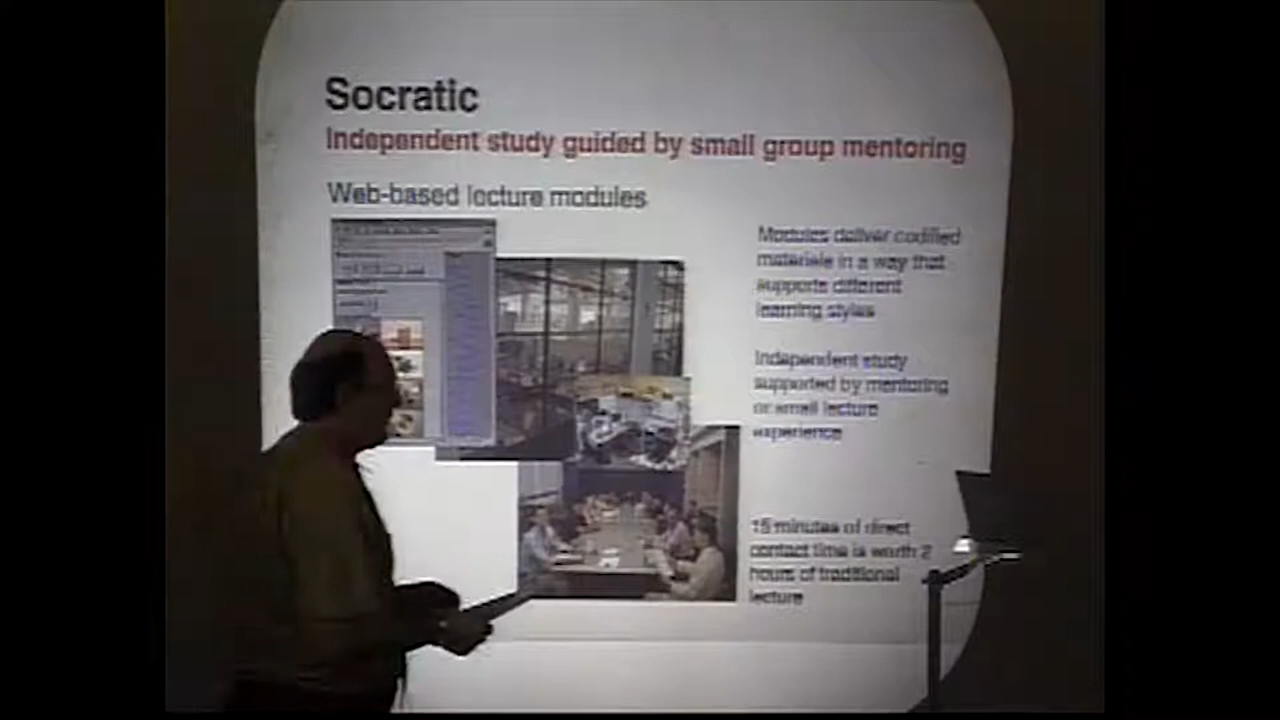 Socratic
Independent study guided by small group mentoring
Web-based lecture modules
Modules deliver codified
materials in a way that
supports different
learning styles
Independent study
supported by mentoring
or small lecture
experience
15 minutes of direct
contact time is worth 2
hours of traditional
lecture